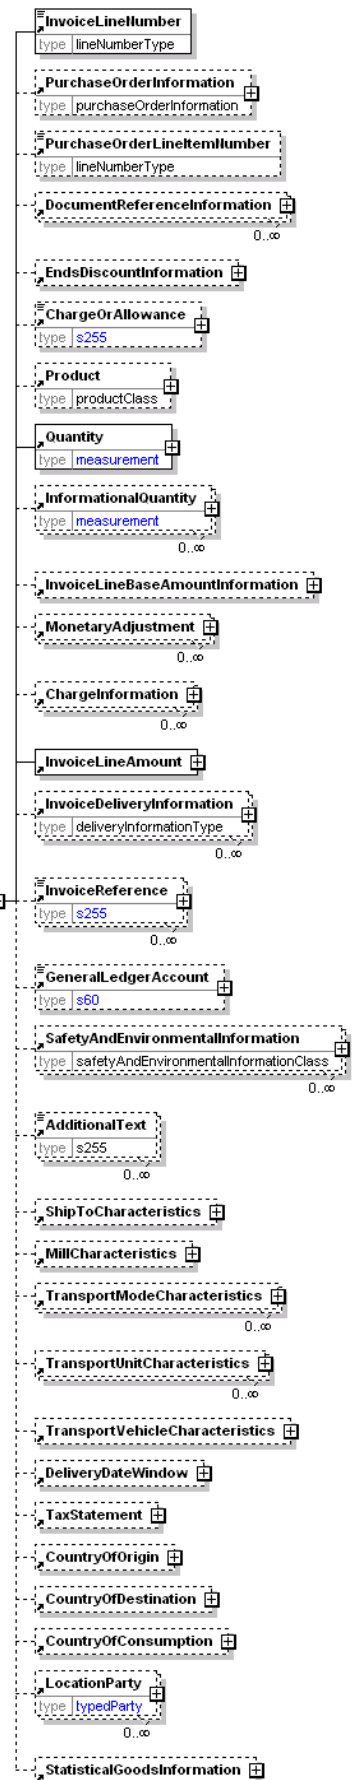 InvoiceLineNumber
type lineNumberType
PurchaseOrderInformation
type purchaseOrderInformation
PurchaseOrderLineItemNumber
type lineNumberType
DocumentReferenceInformation
0..∞
EndsDiscountInformation
ChargeOrAllowance
type s255
Product
type productClass
Quantity
type measurement
InformationalQuantity
type measurement
0..∞
InvoiceLineBaseAmountInformation
MonetaryAdjustment
0..∞
ChargeInformation
0..∞
InvoiceLineAmount
InvoiceDeliveryInformation
type deliveryInformationType
0..∞
InvoiceReference
type s255
0..∞
GeneralLedgerAccount
type s60
SafetyAndEnvironmentalInformation
type safetyAndEnvironmentalInformationClass
0..∞
AdditionalText
type s255
0..∞
ShipToCharacteristics
MillCharacteristics
TransportModeCharacteristics
0..∞
TransportUnitCharacteristics
0..∞
TransportVehicleCharacteristics
DeliveryDateWindow
TaxStatement
CountryOfOrigin
CountryOfDestination
CountryOfConsumption
LocationParty
type typedParty
0..∞
StatisticalGoodsInformation